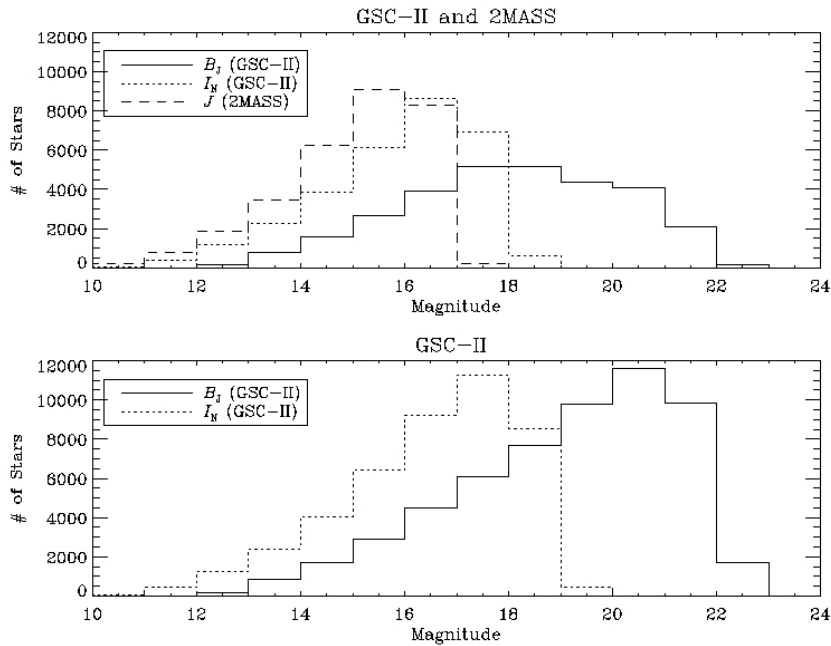 GSC-II and 2MASS
12000
10000
8000
6000
4000
2000
0
# of Stars
B_J (GSC-II)
I_N (GSC-II)
J (2MASS)
10 12 14 16 18 20 22 24
Magnitude
GSC-II
12000
10000
8000
6000
4000
2000
0
# of Stars
B_J (GSC-II)
I_N (GSC-II)
10 12 14 16 18 20 22 24
Magnitude